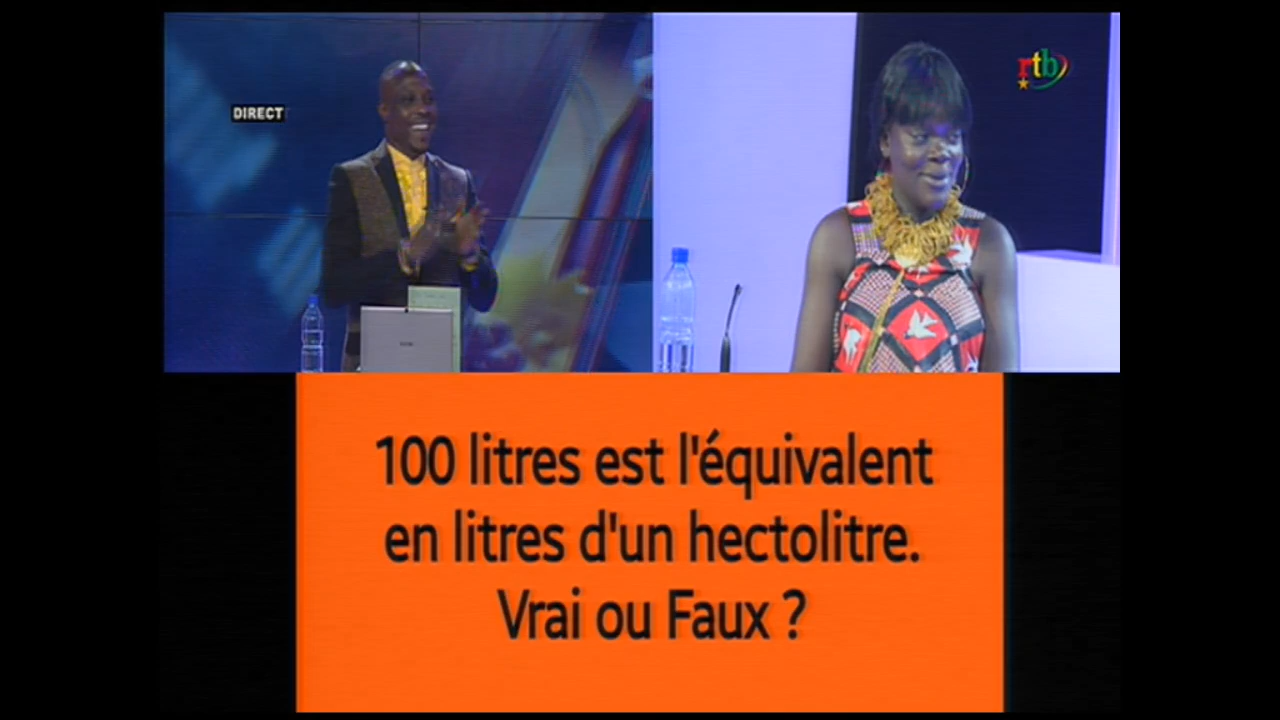 DIRECT
rtb
100 litres est l'équivalent
en litres d'un hectolitre.
Vrai ou Faux ?